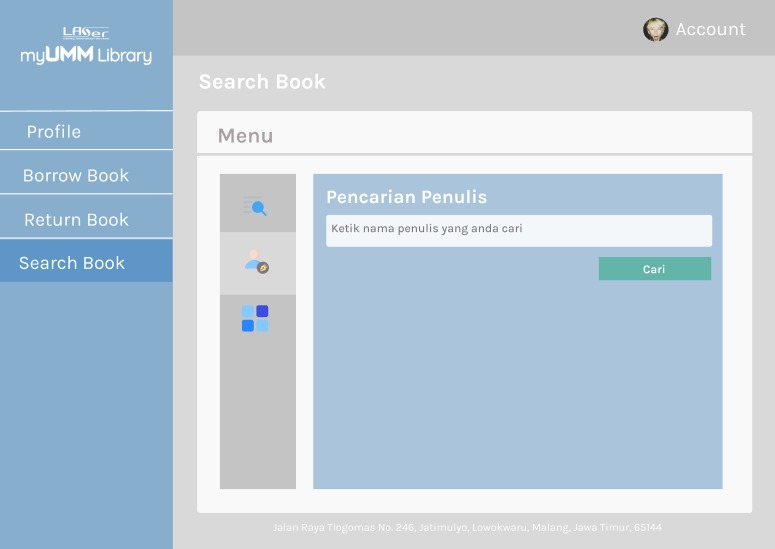 LASer
myUMM Library
Account
Search Book
Profile
Borrow Book
Return Book
Search Book
Menu
Pencarian Penulis
Ketik nama penulis yang anda cari
Cari
Jalan Raya Tlogomas No. 246, Jatimulyo, Lowokwaru, Malang, Jawa Timur, 65144